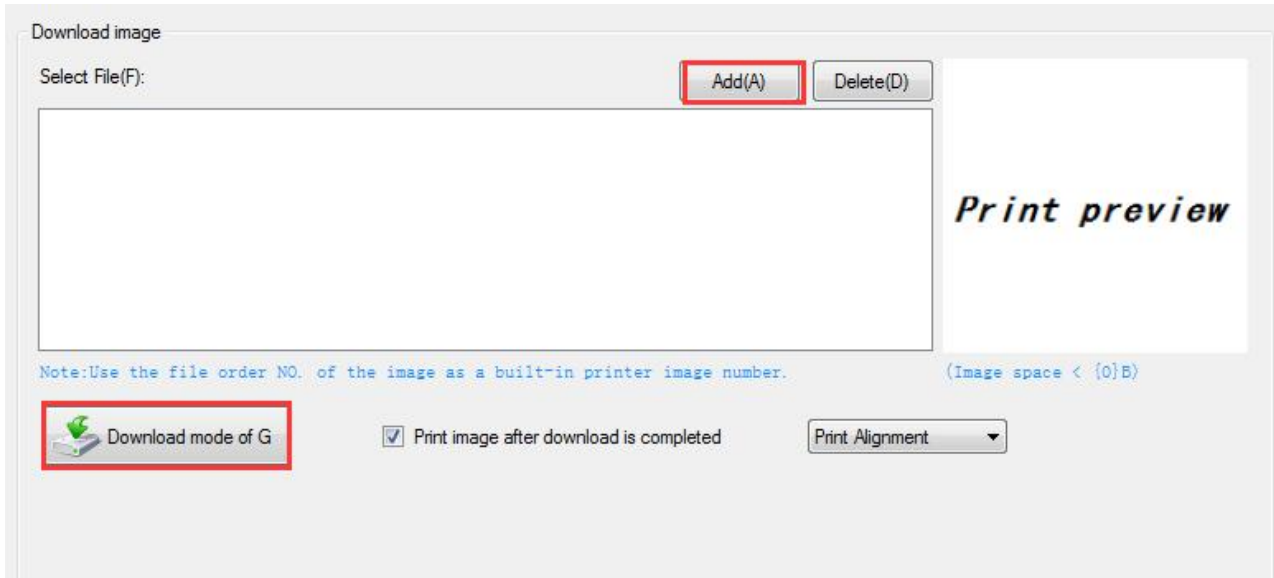 Download image
Select File(F):
Add(A)
Delete(D)
Print preview
Note:Use the file order NO. of the image as a built-in printer image number.
(Image space < {0}B)
Download mode of G
Print image after download is completed
Print Alignment